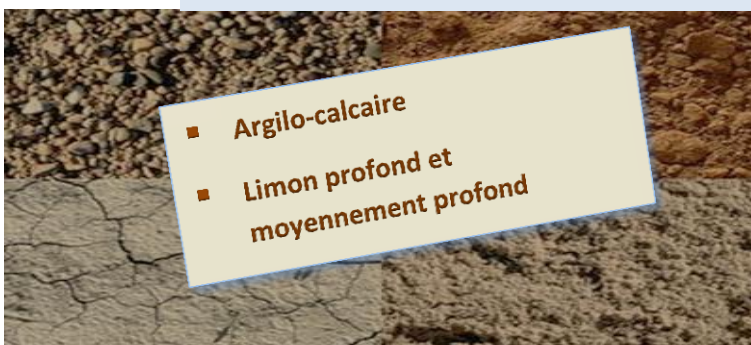 ▪ Argilo-calcaire
▪ Limon profond et
moyennement profond